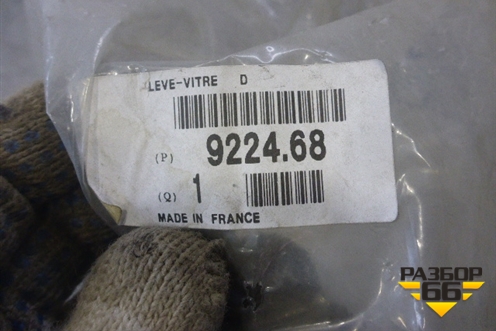 LEVE-VITRE D
(P) 9224.68
(Q) 1
MADE IN FRANCE
РАЗБОР
66